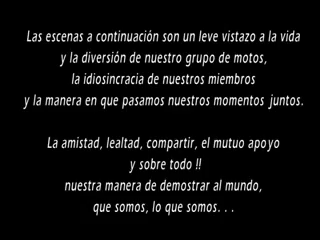 Las escenas a continuación son un leve vistazo a la vida
y la diversión de nuestro grupo de motos,
la idiosincracia de nuestros miembros
y la manera en que pasamos nuestros momentos juntos.
La amistad, lealtad, compartir, el mutuo apoyo
y sobre todo !!
nuestra manera de demostrar al mundo,
que somos, lo que somos. . .